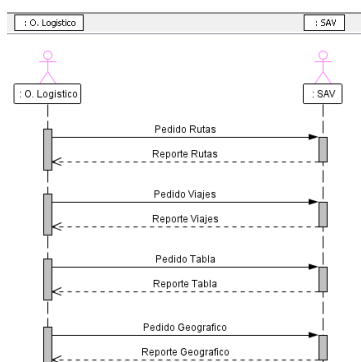 : O. Logistico : SAV
: O. Logistico : SAV
Pedido Rutas
Reporte Rutas
Pedido Viajes
Reporte Viajes
Pedido Tabla
Reporte Tabla
Pedido Geografico
Reporte Geografico